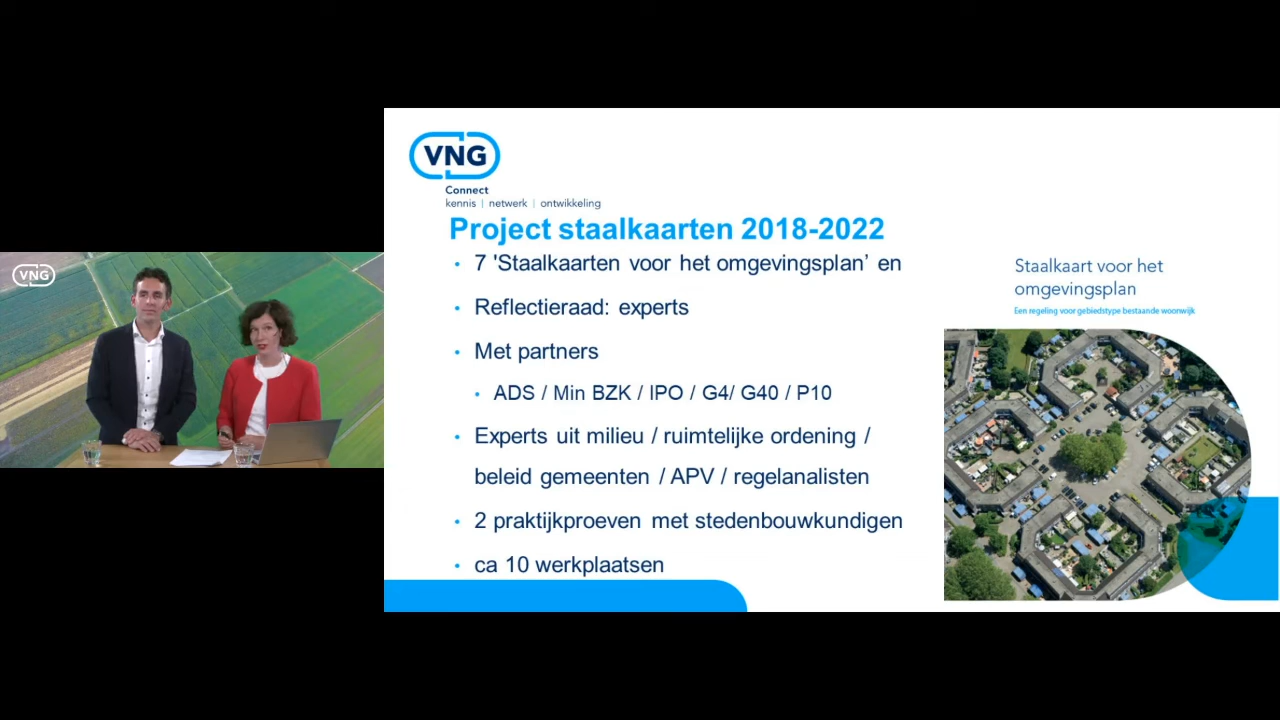 VNG
VNG
Connect
kennis | netwerk | ontwikkeling
Project staalkaarten 2018-2022
• 7 'Staalkaarten voor het omgevingsplan’ en
• Reflectieraad: experts
• Met partners
• ADS / Min BZK / IPO / G4/ G40 / P10
• Experts uit milieu / ruimtelijke ordening /
beleid gemeenten / APV / regelanalisten
• 2 praktijkproeven met stedenbouwkundigen
• ca 10 werkplaatsen
Staalkaart voor het
omgevingsplan
Een regeling voor gebiedstype bestaande woonwijk